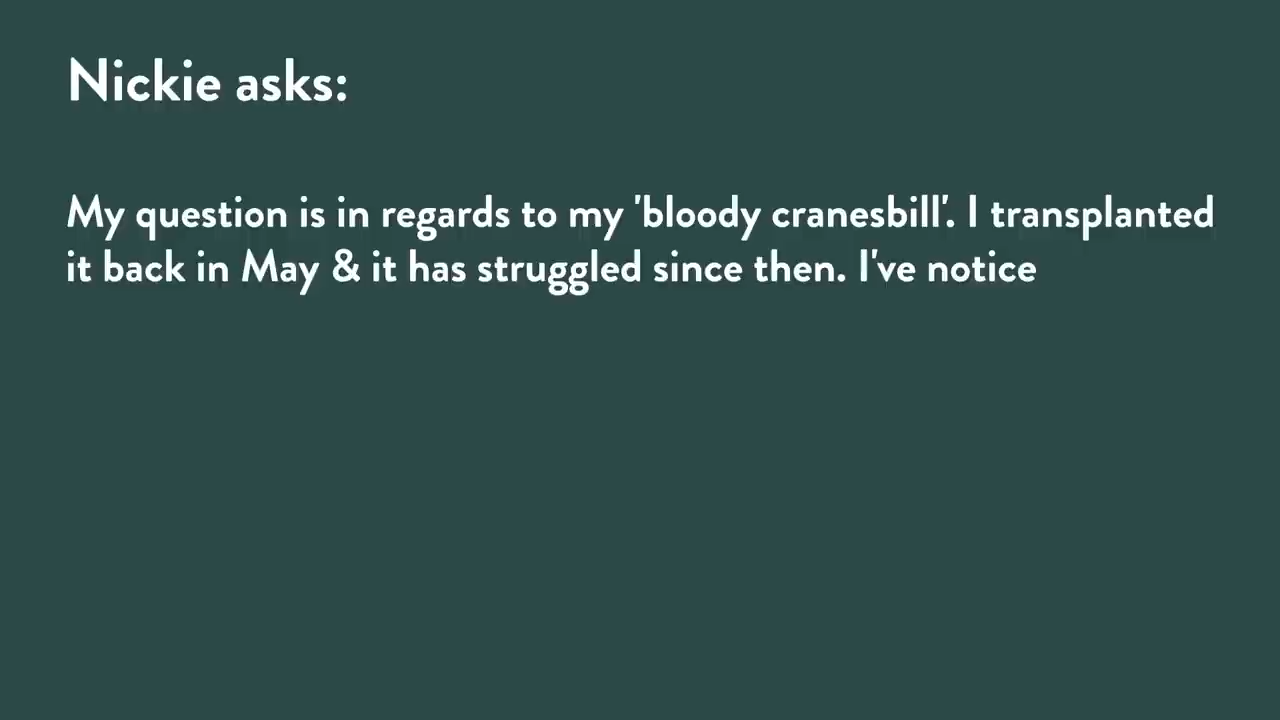 Nickie asks:
My question is in regards to my 'bloody cranesbill'. I transplanted
it back in May & it has struggled since then. I've notice